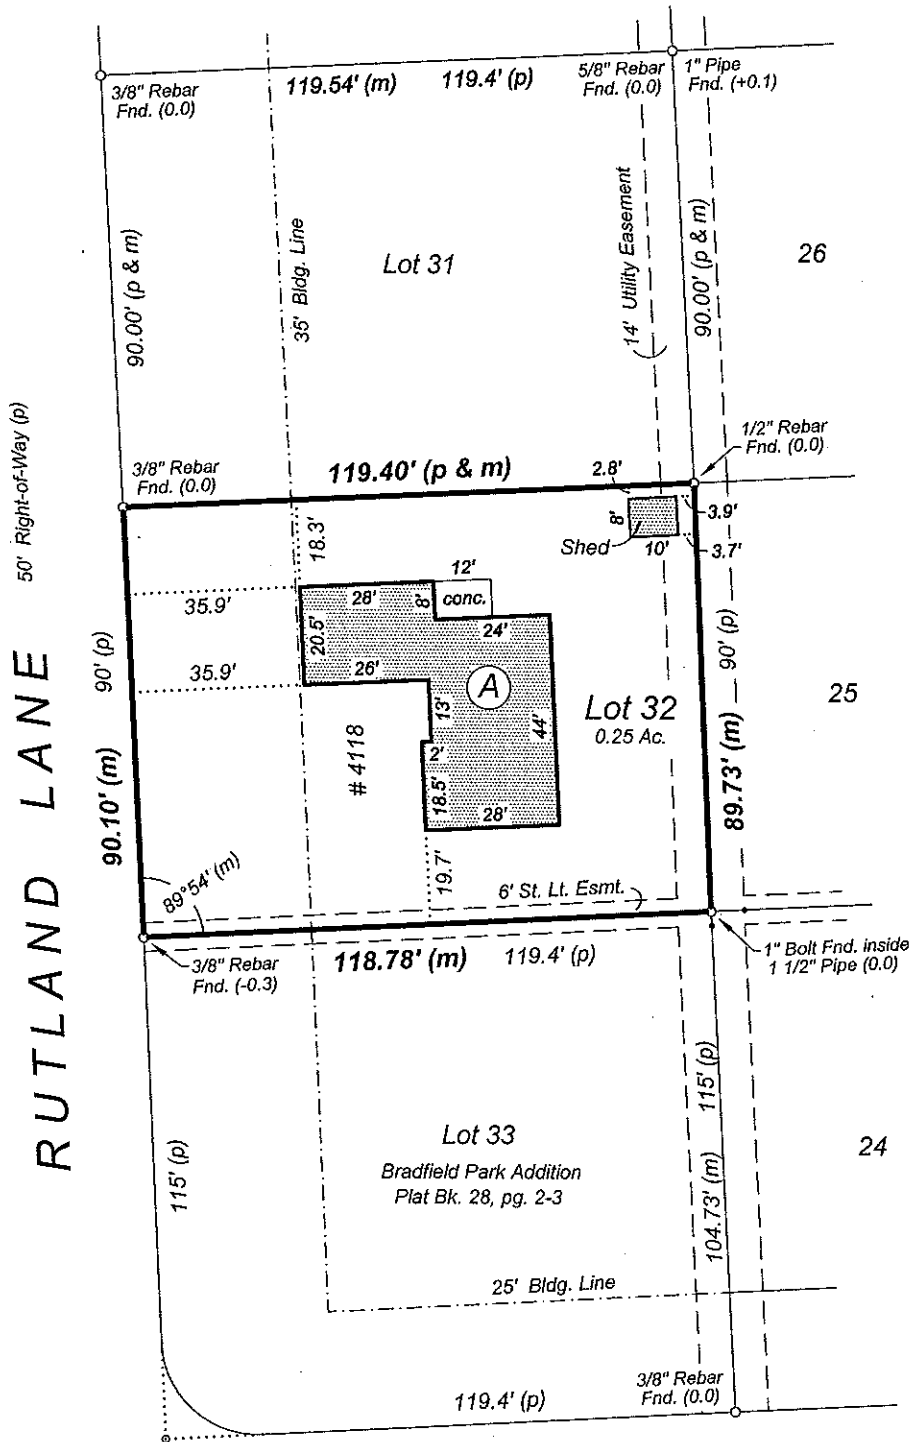 119.54' (m) 119.4' (p)
3/8" Rebar
Fnd. (0.0)
5/8" Rebar
Fnd. (0.0)
1" Pipe
Fnd. (+0.1)
90.00' (p & m)
35' Bldg. Line
Lot 31
14' Utility Easement
90.00' (p & m)
26
50' Right-of-Way (p)
3/8" Rebar
Fnd. (0.0)
119.40' (p & m)
1/2" Rebar
Fnd. (0.0)
2.8'
8'
3.9'
Shed
10'
3.7'
18.3'
12'
conc.
35.9'
28'
8'
24'
20.5'
35.9'
26'
A
13'
44'
2'
18.5'
28'
# 4118
Lot 32
0.25 Ac.
90' (p)
25
RUTLAND LANE
90' (p)
90.10' (m)
89.73' (m)
19.7'
89°54' (m)
6' St. Lt. Esmt.
3/8" Rebar
Fnd. (-0.3)
118.78' (m) 119.4' (p)
1" Bolt Fnd. inside
1 1/2" Pipe (0.0)
115' (p)
Lot 33
Bradfield Park Addition
Plat Bk. 28, pg. 2-3
115' (p)
104.73' (m)
24
25' Bldg. Line
3/8" Rebar
Fnd. (0.0)
119.4' (p)